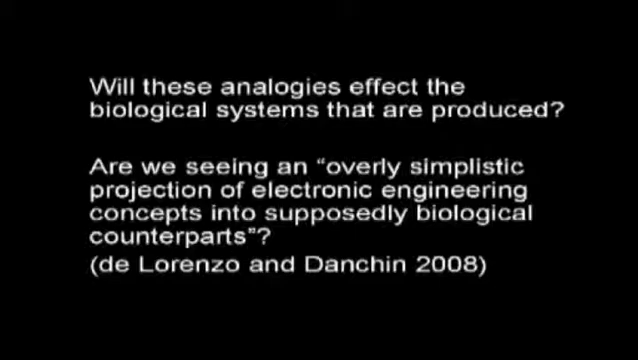 Will these analogies effect the
biological systems that are produced?
Are we seeing an “overly simplistic
projection of electronic engineering
concepts into supposedly biological
counterparts”?
(de Lorenzo and Danchin 2008)